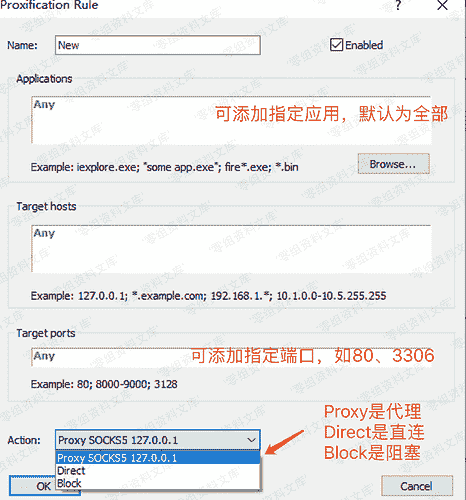 Proxification Rule
?
Name:
New
Enabled
Applications
Any
可添加指定应用，默认为全部
Example: iexplore.exe; "some app.exe"; fire*.exe; *.bin
Browse...
Target hosts
Any
Example: 127.0.0.1; *.example.com; 192.168.1.*; 10.1.0.0-10.5.255.255
Target ports
Any
可添加指定端口，如80、3306
Example: 80; 8000-9000; 3128
Proxy是代理
Direct是直连
Block是阻塞
Action:
Proxy SOCKS5 127.0.0.1
Proxy SOCKS5 127.0.0.1
Direct
Block
OK
Cancel
零组资料文库